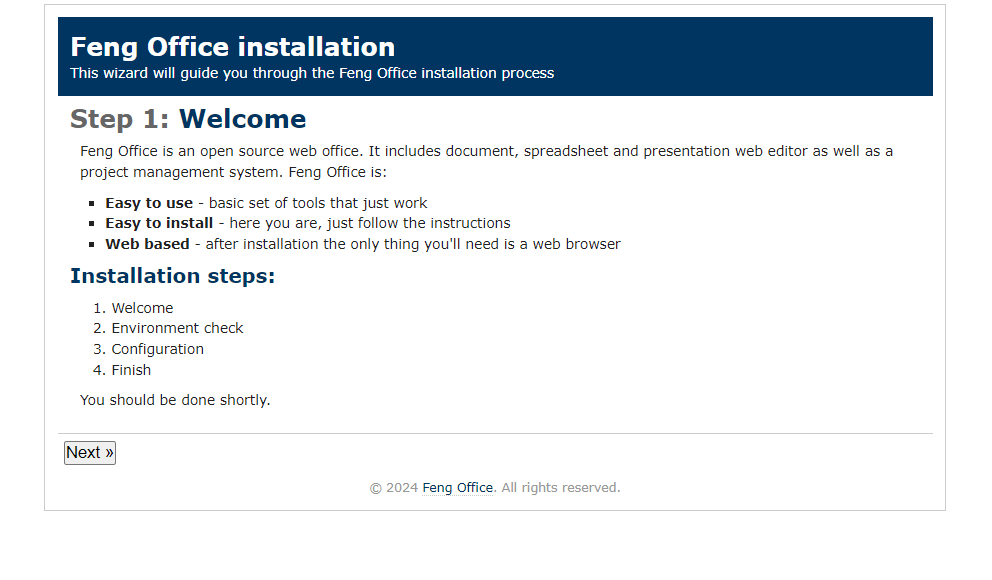 Feng Office installation
This wizard will guide you through the Feng Office installation process
Step 1: Welcome
Feng Office is an open source web office. It includes document, spreadsheet and presentation web editor as well as a
project management system. Feng Office is:
▪ Easy to use - basic set of tools that just work
▪ Easy to install - here you are, just follow the instructions
▪ Web based - after installation the only thing you'll need is a web browser
Installation steps:
1. Welcome
2. Environment check
3. Configuration
4. Finish
You should be done shortly.
Next »
© 2024 Feng Office. All rights reserved.